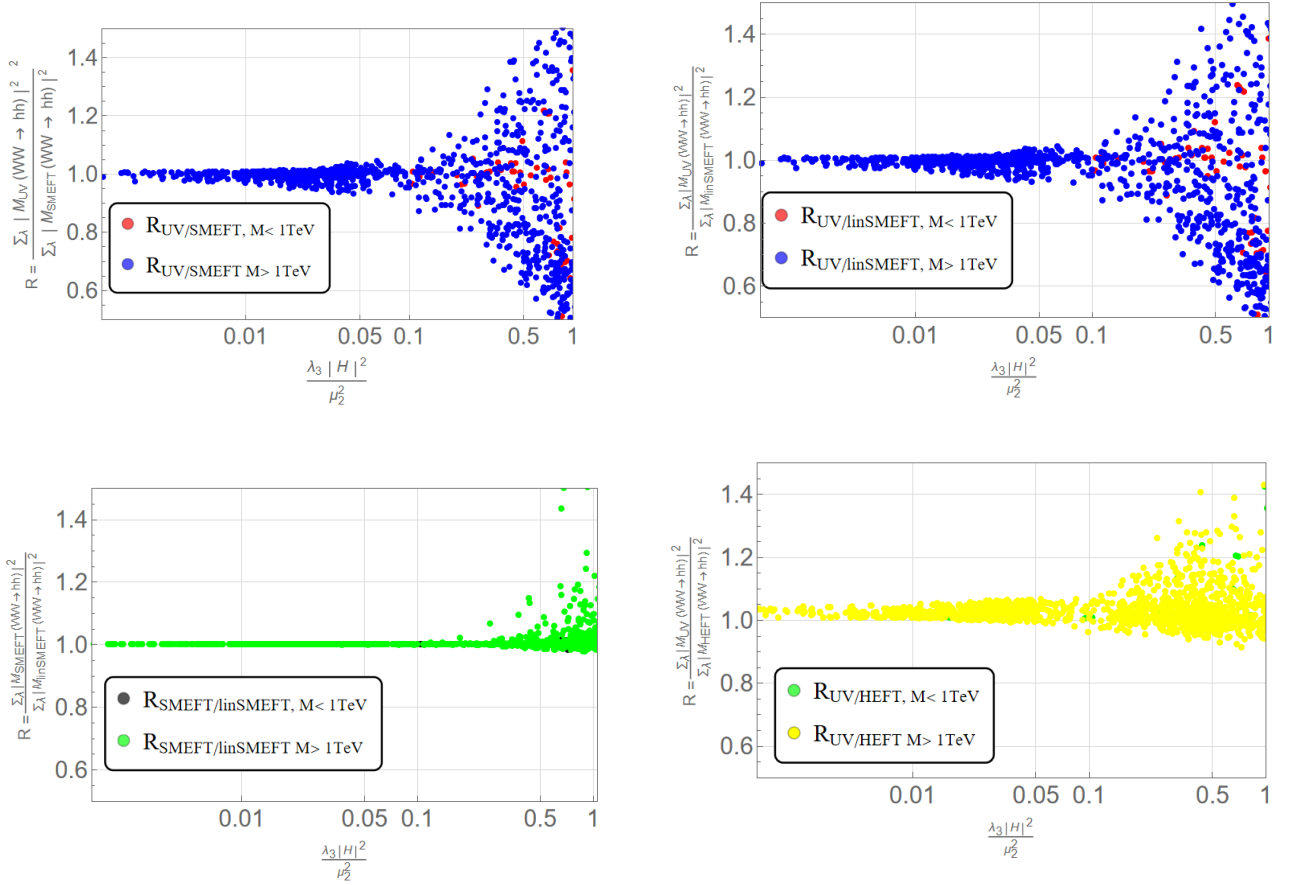 R = Σλ | MUV (WW → hh) |² ² / Σλ | MSMEFT (WW → hh) |²
1.4
1.2
1.0
0.8
0.6
RUV/SMEFT, M< 1TeV
RUV/SMEFT M> 1TeV
0.01 0.05 0.1 0.5 1
λ₃ | H |² / μ₂²
R = Σλ| MUV (WW→hh)|² / Σλ| MlinSMEFT (WW→hh)|²
1.4
1.2
1.0
0.8
0.6
RUV/linSMEFT, M< 1TeV
RUV/linSMEFT, M> 1TeV
0.01 0.05 0.1 0.5 1
λ₃|H|² / μ₂²
R = Σλ|MSMEFT (WW→hh)|² / Σλ| MlinSMEFT (WW→hh)|²
1.4
1.2
1.0
0.8
0.6
RSMEFT/linSMEFT, M< 1TeV
RSMEFT/linSMEFT M> 1TeV
0.01 0.05 0.1 0.5 1
λ₃|H|² / μ₂²
R = Σλ| MUV (WW→hh)|² / Σλ| MHEFT (WW→hh)|²
1.4
1.2
1.0
0.8
0.6
RUV/HEFT, M< 1TeV
RUV/HEFT M> 1TeV
0.01 0.05 0.1 0.5 1
λ₃|H|² / μ₂²